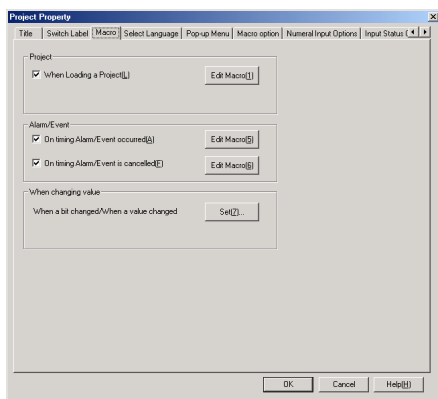 Project Property
Title Switch Label Macro Select Language Pop-up Menu Macro option Numeral Input Options Input Status (
Project
When Loading a Project(L) Edit Macro(1)
Alarm/Event
On timing Alarm/Event occurred(A) Edit Macro(5)
On timing Alarm/Event is cancelled(F) Edit Macro(6)
When changing value
When a bit changed/When a value changed Set(Z)...
OK Cancel Help(H)